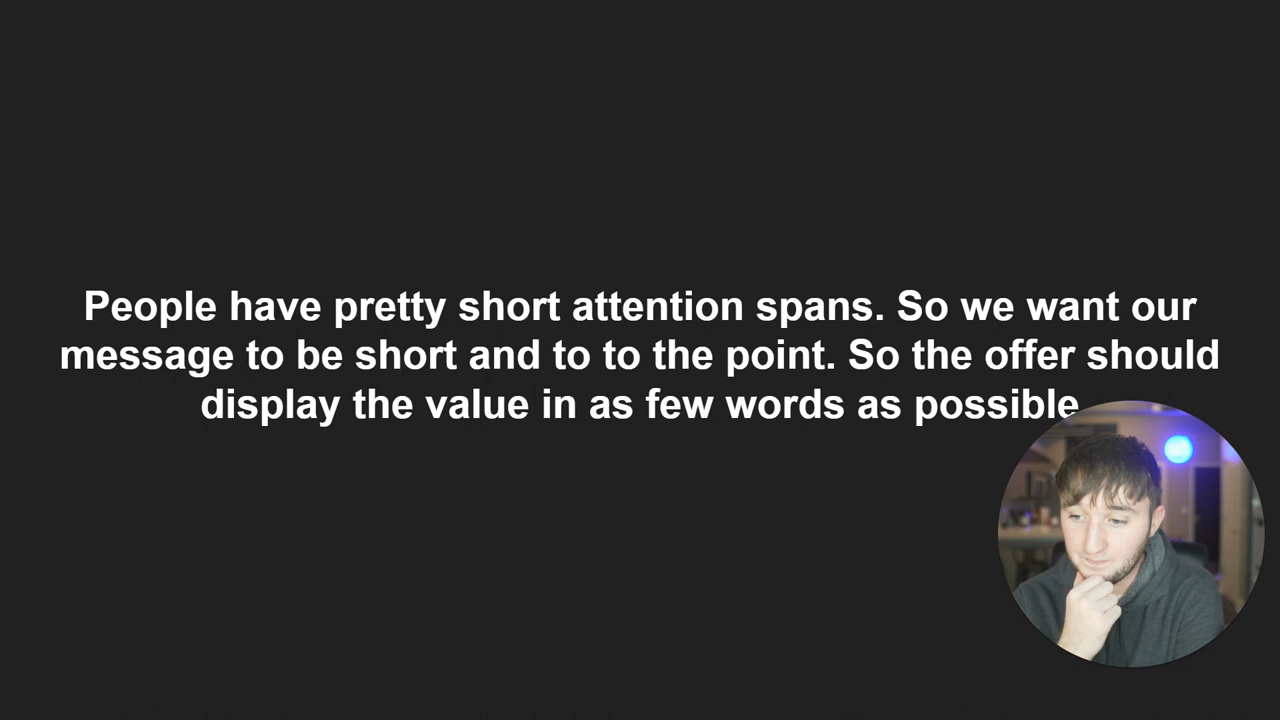 People have pretty short attention spans. So we want our
message to be short and to to the point. So the offer should
display the value in as few words as possible